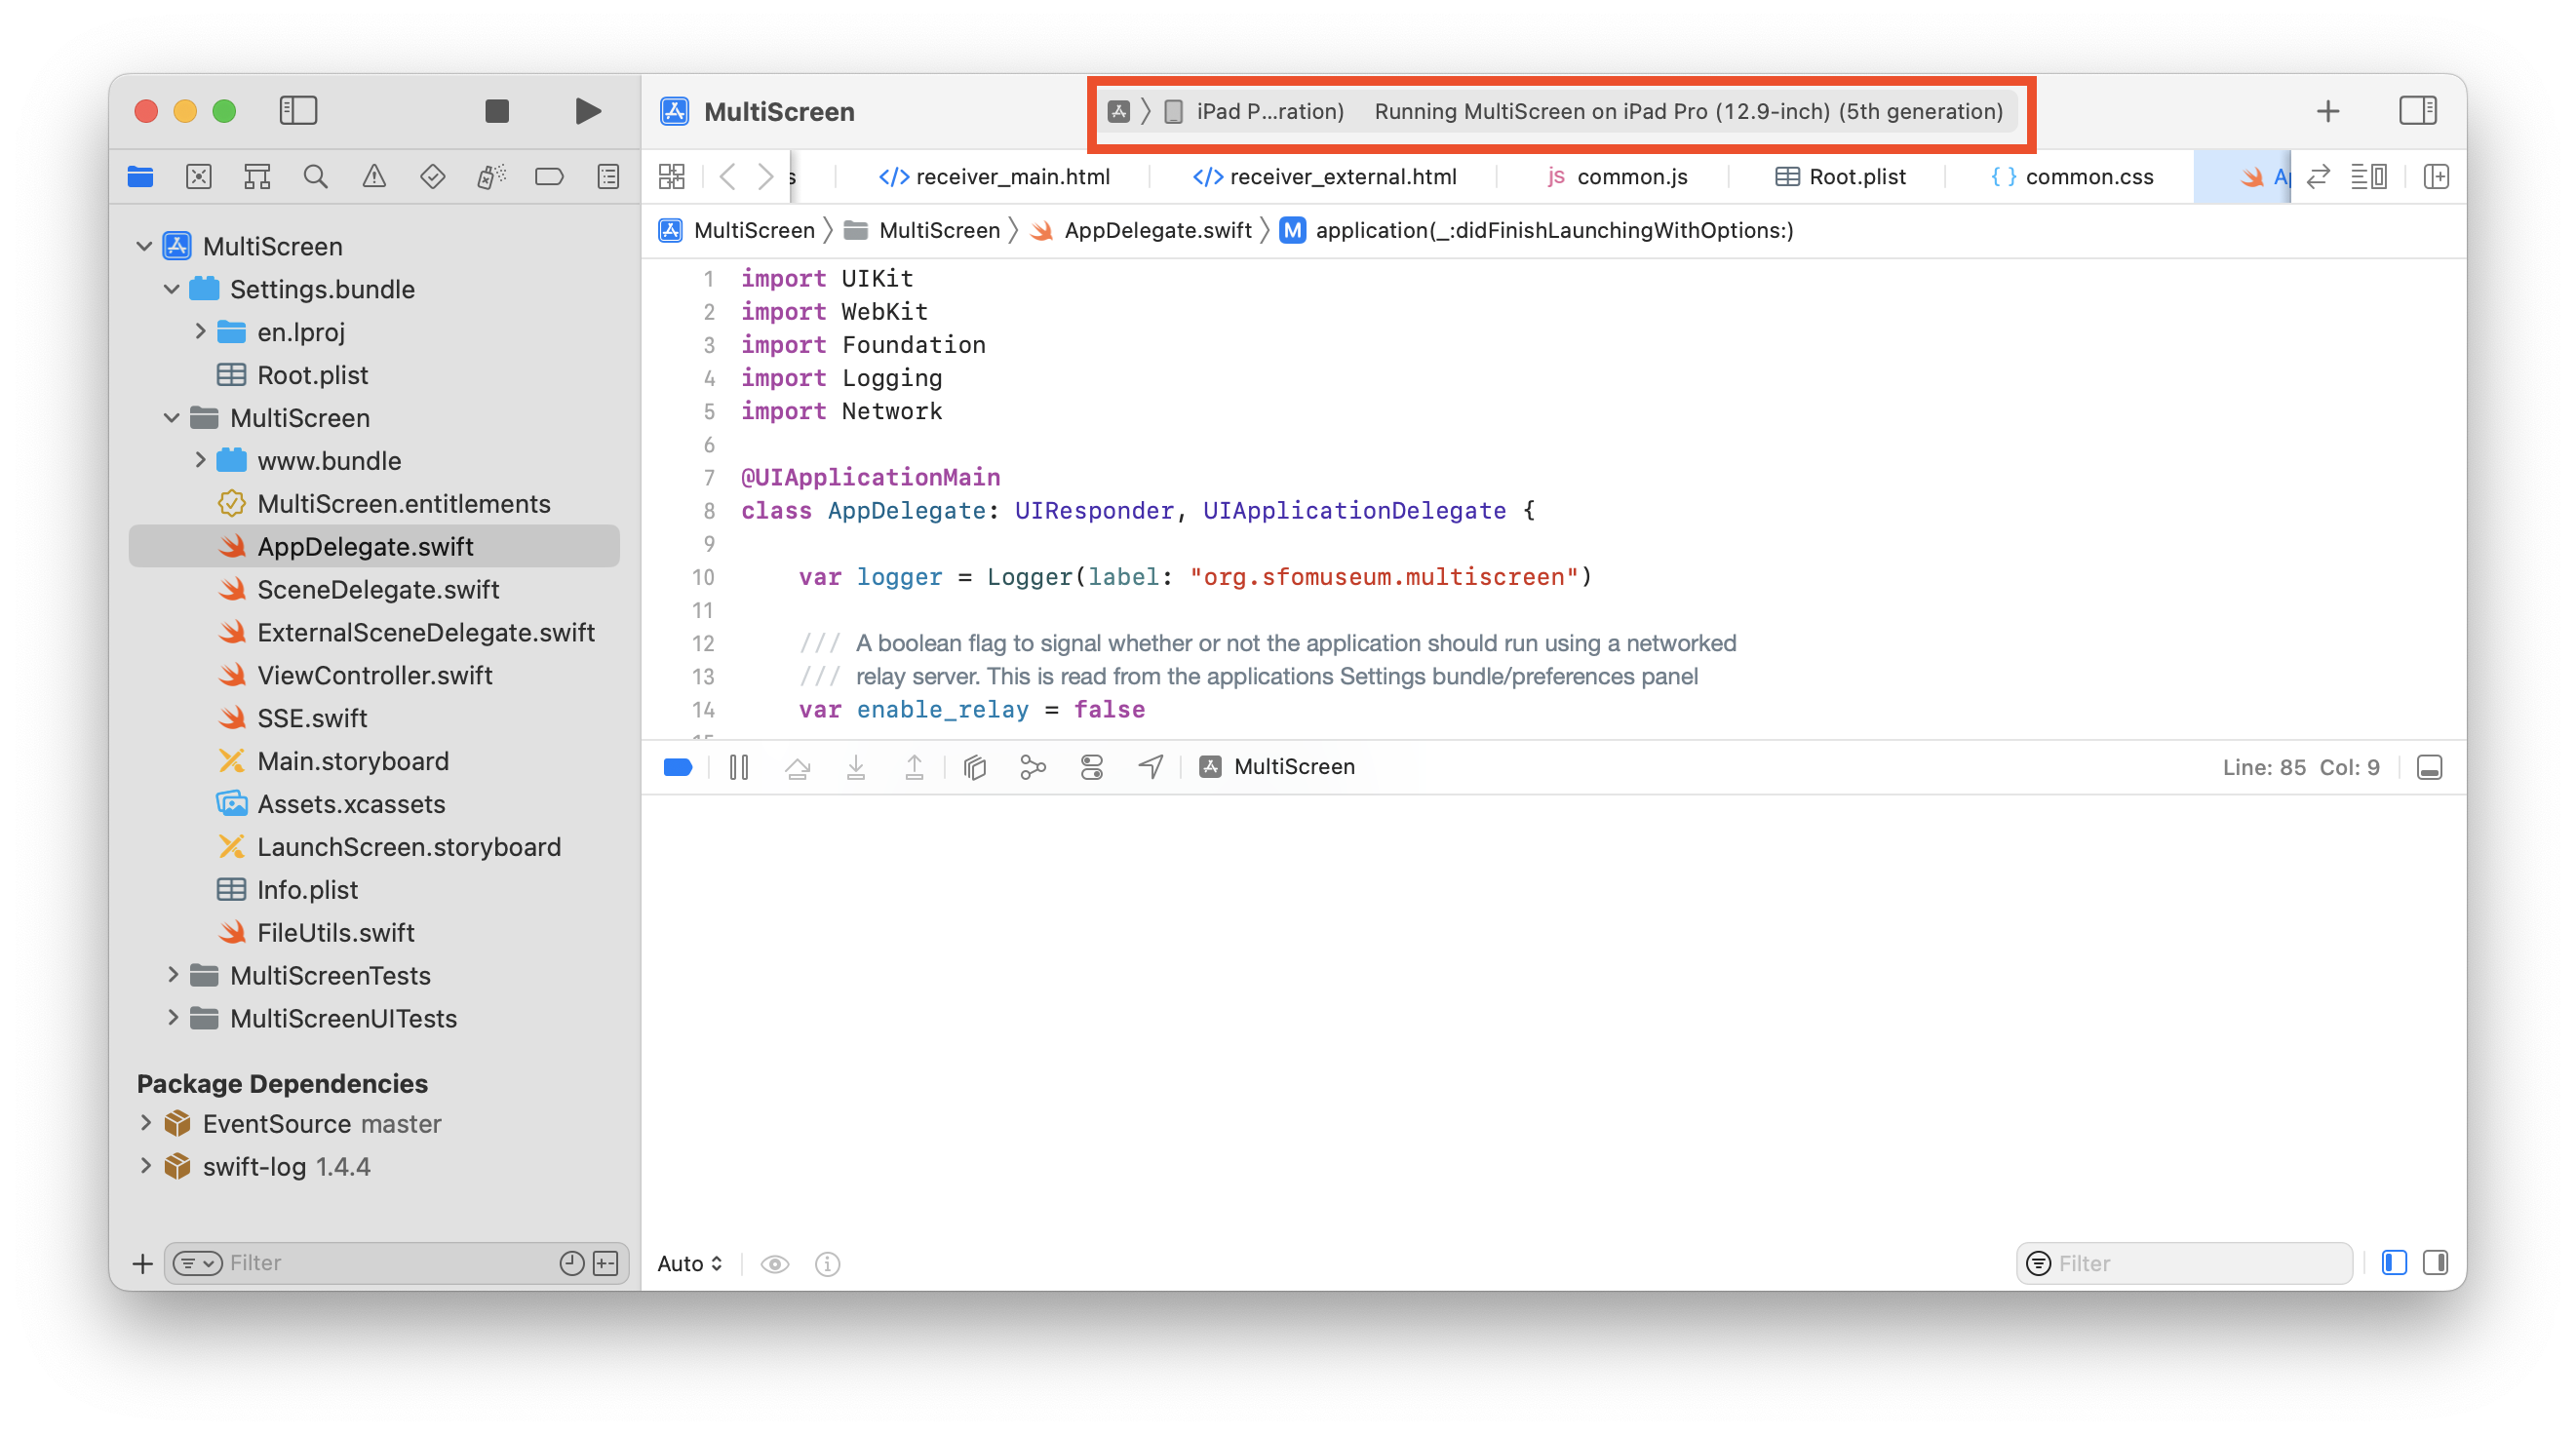 MultiScreen
iPad P...ration) Running MultiScreen on iPad Pro (12.9-inch) (5th generation)
s
</> receiver_main.html
</> receiver_external.html
js common.js
Root.plist
{ } common.css
MultiScreen
MultiScreen
AppDelegate.swift
M application(_:didFinishLaunchingWithOptions:)
MultiScreen
Settings.bundle
en.lproj
Root.plist
MultiScreen
www.bundle
MultiScreen.entitlements
AppDelegate.swift
SceneDelegate.swift
ExternalSceneDelegate.swift
ViewController.swift
SSE.swift
Main.storyboard
Assets.xcassets
LaunchScreen.storyboard
Info.plist
FileUtils.swift
MultiScreenTests
MultiScreenUITests
Package Dependencies
EventSource master
swift-log 1.4.4
Filter
1 import UIKit
2 import WebKit
3 import Foundation
4 import Logging
5 import Network
6
7 @UIApplicationMain
8 class AppDelegate: UIResponder, UIApplicationDelegate {
9
10 var logger = Logger(label: "org.sfomuseum.multiscreen")
11
12 /// A boolean flag to signal whether or not the application should run using a networked
13 /// relay server. This is read from the applications Settings bundle/preferences panel
14 var enable_relay = false
MultiScreen
Line: 85 Col: 9
Auto
Filter